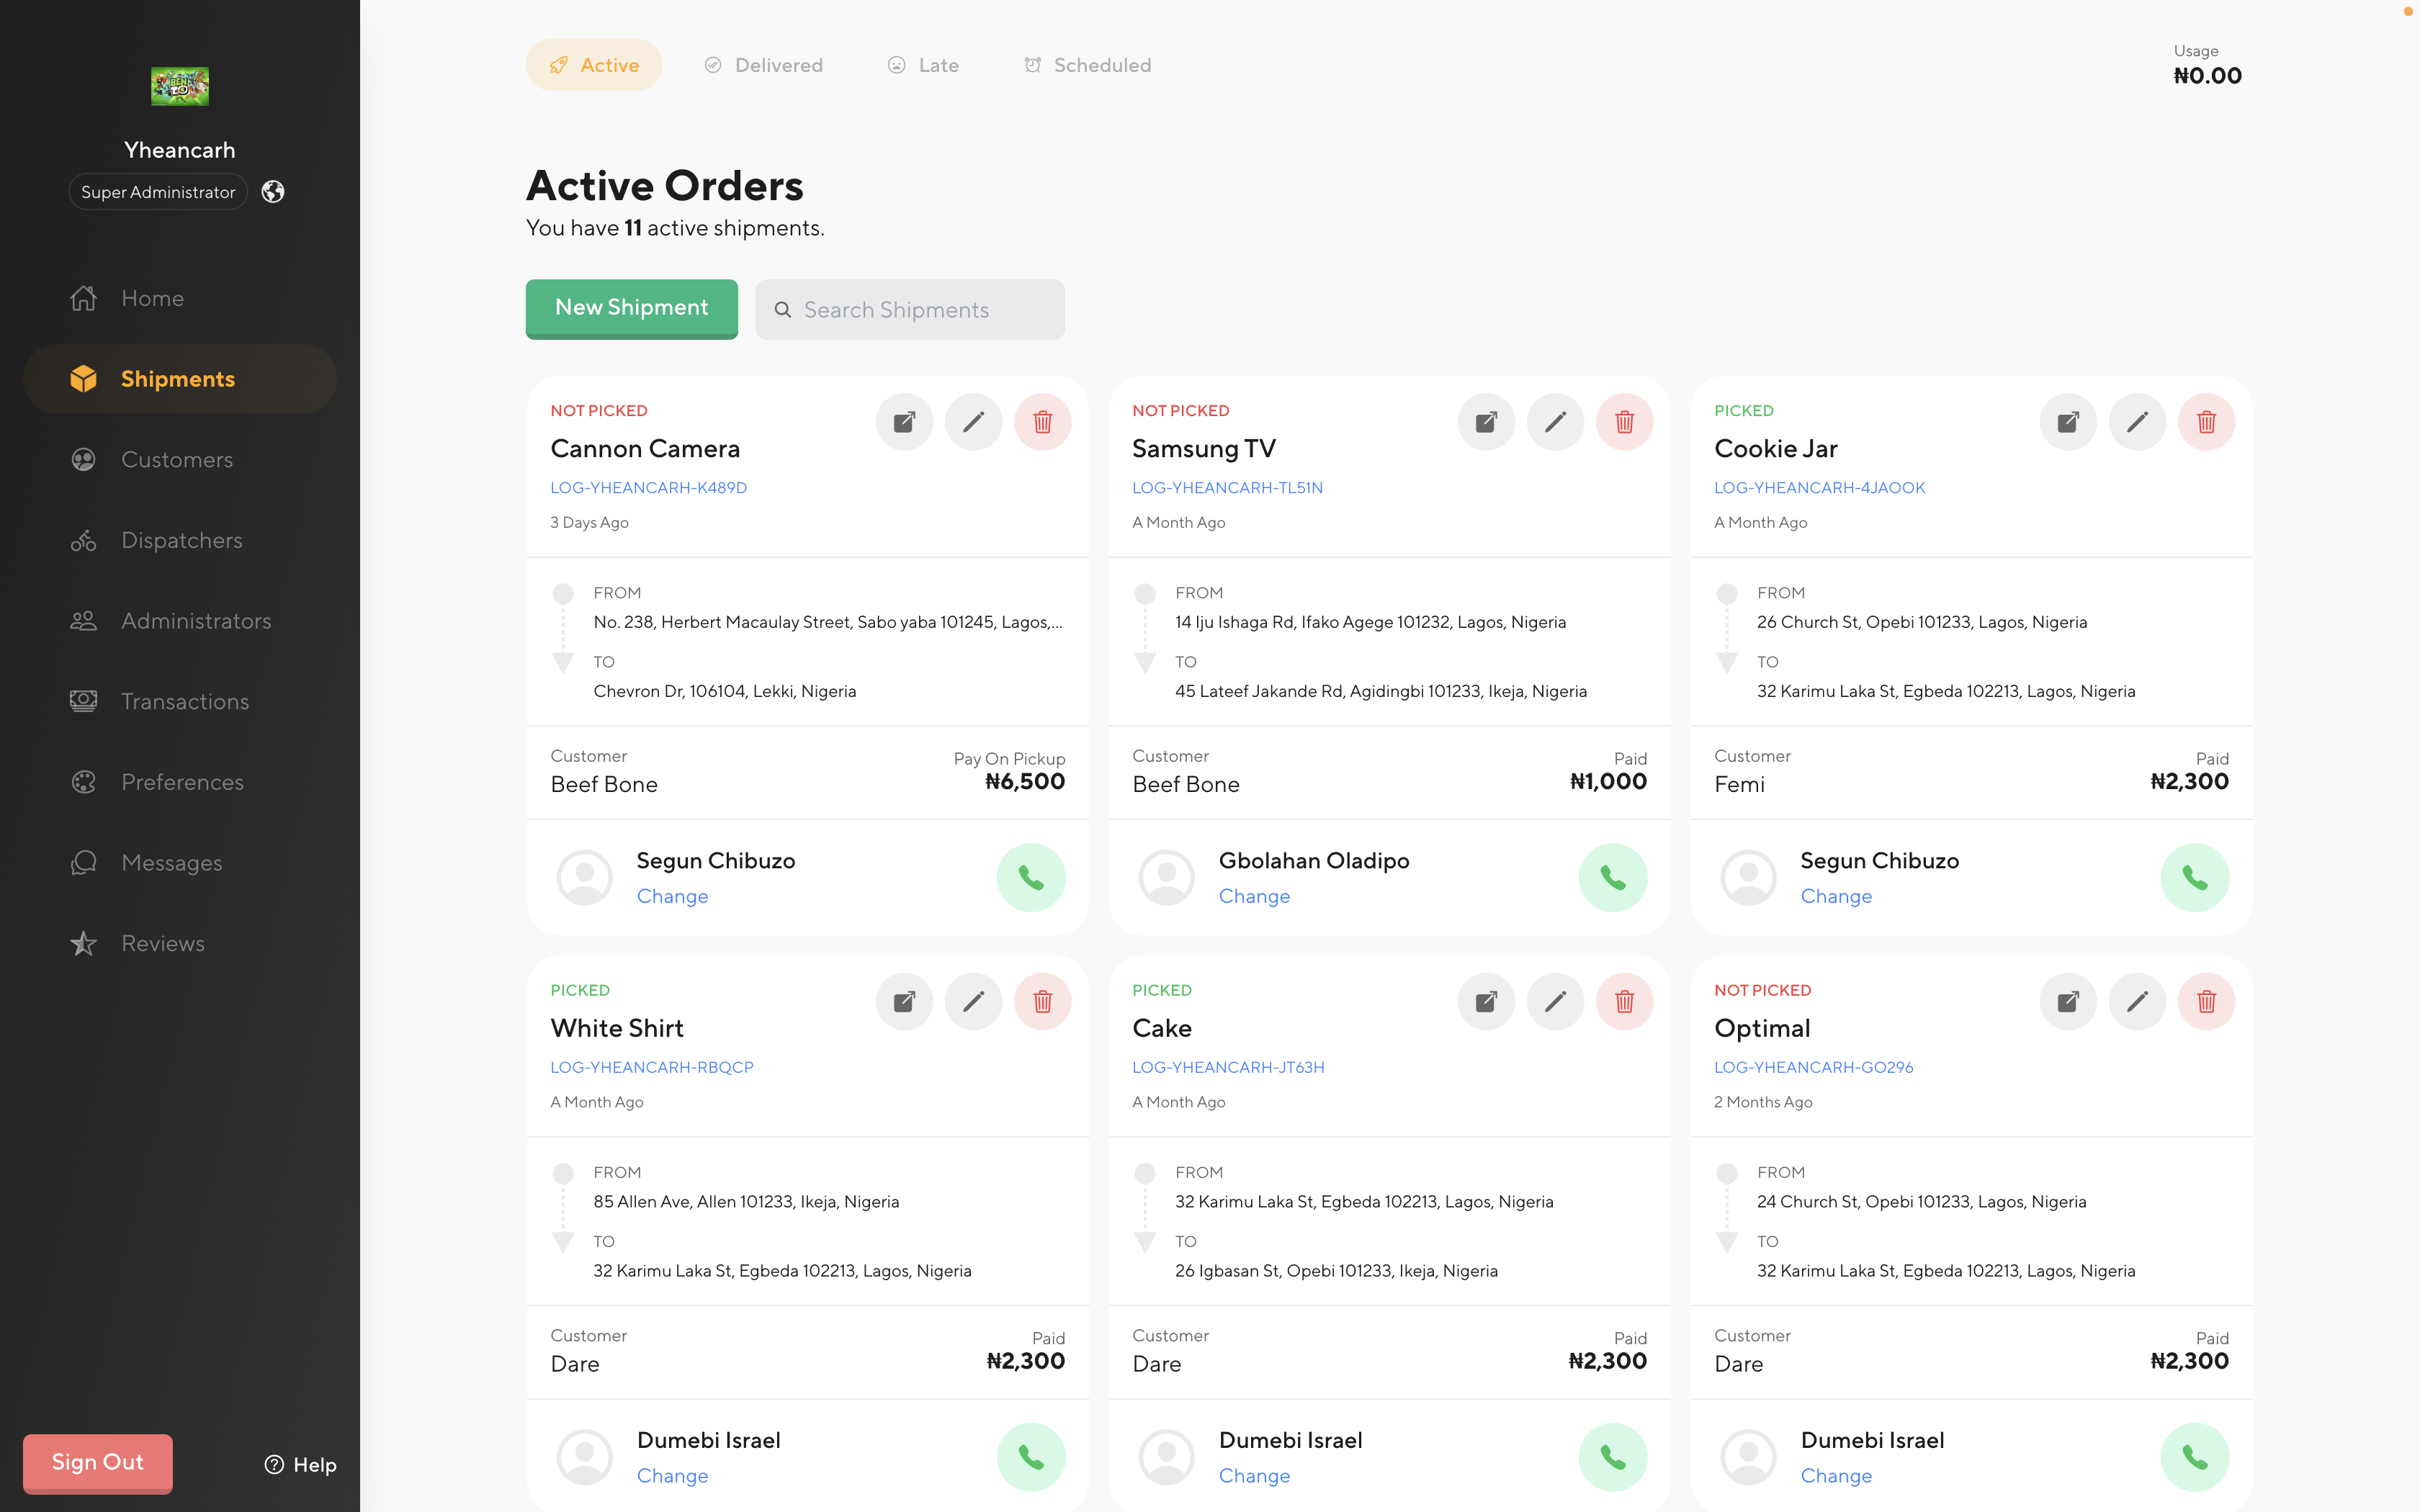 BEN
10
Yheancarh
Super Administrator
Home
Shipments
Customers
Dispatchers
Administrators
Transactions
Preferences
Messages
Reviews
Sign Out
Help
Active
Delivered
Late
Scheduled
Usage
₦0.00
Active Orders
You have 11 active shipments.
New Shipment
Search Shipments
NOT PICKED
Cannon Camera
LOG-YHEANCARH-K489D
3 Days Ago
FROM
No. 238, Herbert Macaulay Street, Sabo yaba 101245, Lagos,...
TO
Chevron Dr, 106104, Lekki, Nigeria
Customer
Beef Bone
Pay On Pickup
₦6,500
Segun Chibuzo
Change
NOT PICKED
Samsung TV
LOG-YHEANCARH-TL51N
A Month Ago
FROM
14 Iju Ishaga Rd, Ifako Agege 101232, Lagos, Nigeria
TO
45 Lateef Jakande Rd, Agidingbi 101233, Ikeja, Nigeria
Customer
Beef Bone
Paid
₦1,000
Gbolahan Oladipo
Change
PICKED
Cookie Jar
LOG-YHEANCARH-4JAOOK
A Month Ago
FROM
26 Church St, Opebi 101233, Lagos, Nigeria
TO
32 Karimu Laka St, Egbeda 102213, Lagos, Nigeria
Customer
Femi
Paid
₦2,300
Segun Chibuzo
Change
PICKED
White Shirt
LOG-YHEANCARH-RBQCP
A Month Ago
FROM
85 Allen Ave, Allen 101233, Ikeja, Nigeria
TO
32 Karimu Laka St, Egbeda 102213, Lagos, Nigeria
Customer
Dare
Paid
₦2,300
Dumebi Israel
Change
PICKED
Cake
LOG-YHEANCARH-JT63H
A Month Ago
FROM
32 Karimu Laka St, Egbeda 102213, Lagos, Nigeria
TO
26 Igbasan St, Opebi 101233, Ikeja, Nigeria
Customer
Dare
Paid
₦2,300
Dumebi Israel
Change
NOT PICKED
Optimal
LOG-YHEANCARH-GO296
2 Months Ago
FROM
24 Church St, Opebi 101233, Lagos, Nigeria
TO
32 Karimu Laka St, Egbeda 102213, Lagos, Nigeria
Customer
Dare
Paid
₦2,300
Dumebi Israel
Change